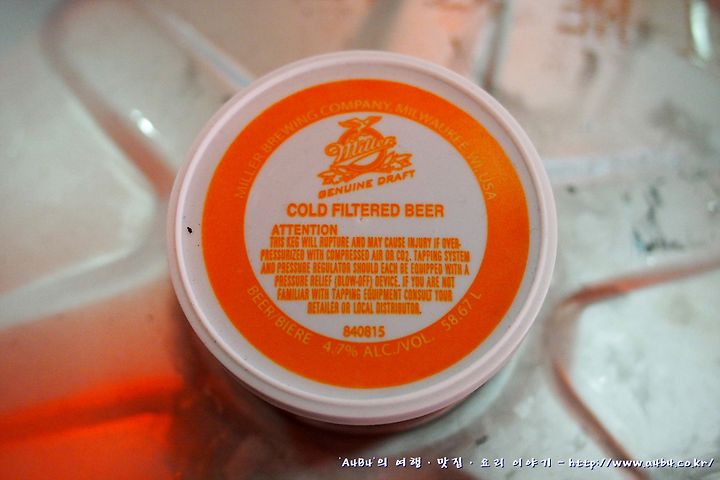 MILLER BREWING COMPANY, MILWAUKEE, WI, USA
Miller
GENUINE DRAFT
COLD FILTERED BEER
ATTENTION
THIS KEG WILL RUPTURE AND MAY CAUSE INJURY IF OVER-
PRESSURIZED WITH COMPRESSED AIR OR CO2. TAPPING SYSTEM
AND PRESSURE REGULATOR SHOULD EACH BE EQUIPPED WITH A
PRESSURE RELIEF (BLOW-OFF) DEVICE. IF YOU ARE NOT
FAMILIAR WITH TAPPING EQUIPMENT CONSULT YOUR
RETAILER OR LOCAL DISTRIBUTOR.
840815
BEER/BIERE 4.7% ALC./VOL. 58.67 L
'AUBU'의 여행·맛집·요리 이야기 - http://www.aubu.co.kr/